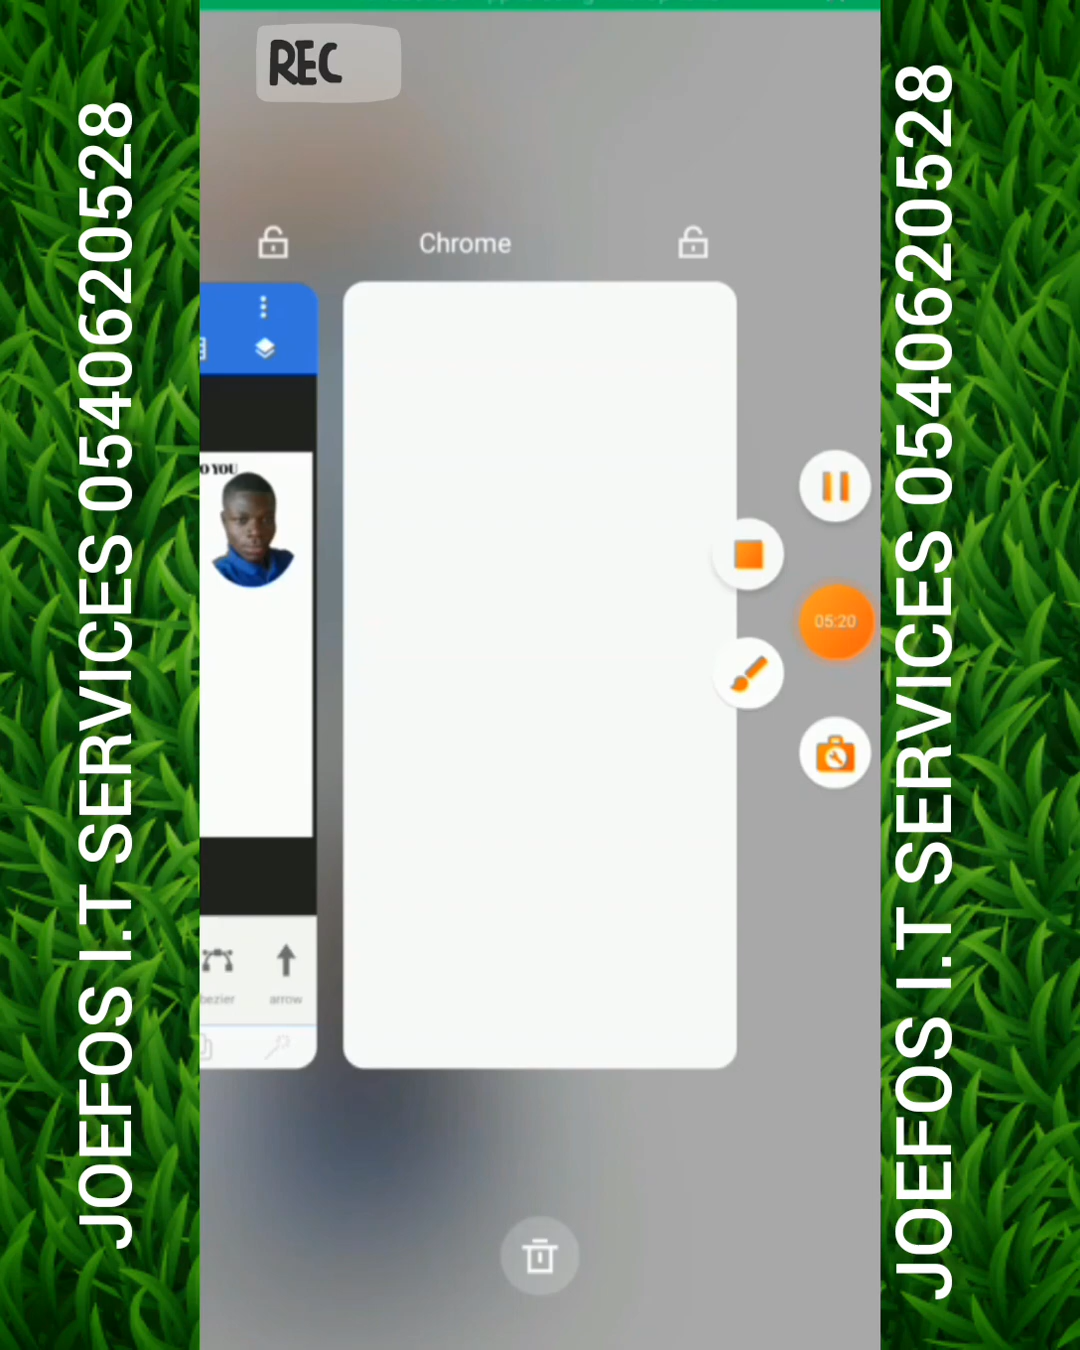 JOEFOS I.T SERVICES 0540620528
REC
Chrome
O YOU
bezier
arrow
05:20
JOEFOS I.T SERVICES 0540620528